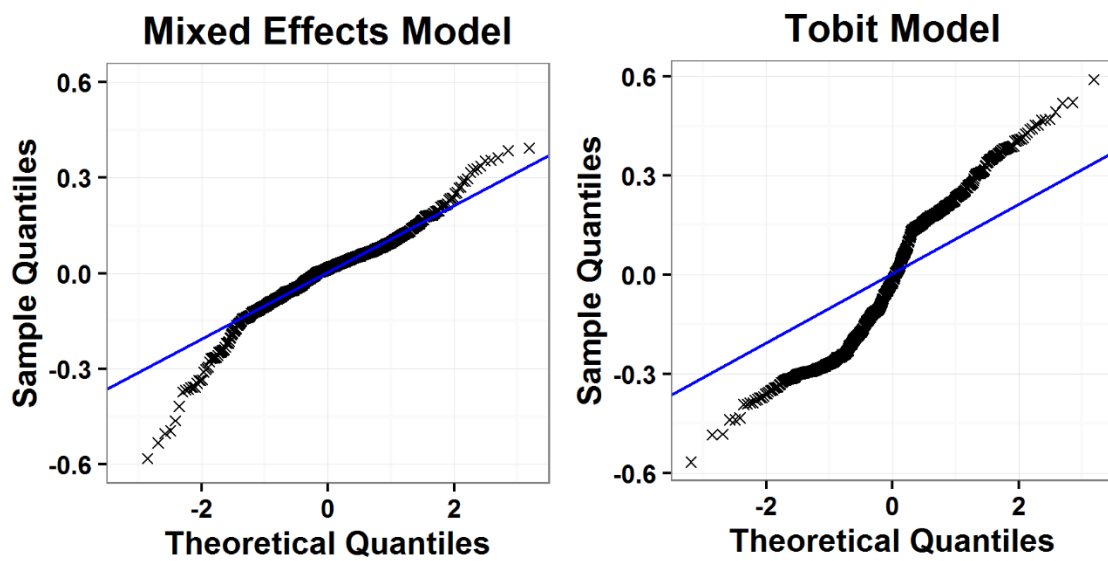 Mixed Effects Model
Sample Quantiles
0.6
0.3
0.0
-0.3
-0.6
-2
0
2
Theoretical Quantiles
Tobit Model
Sample Quantiles
0.6
0.3
0.0
-0.3
-0.6
-2
0
2
Theoretical Quantiles